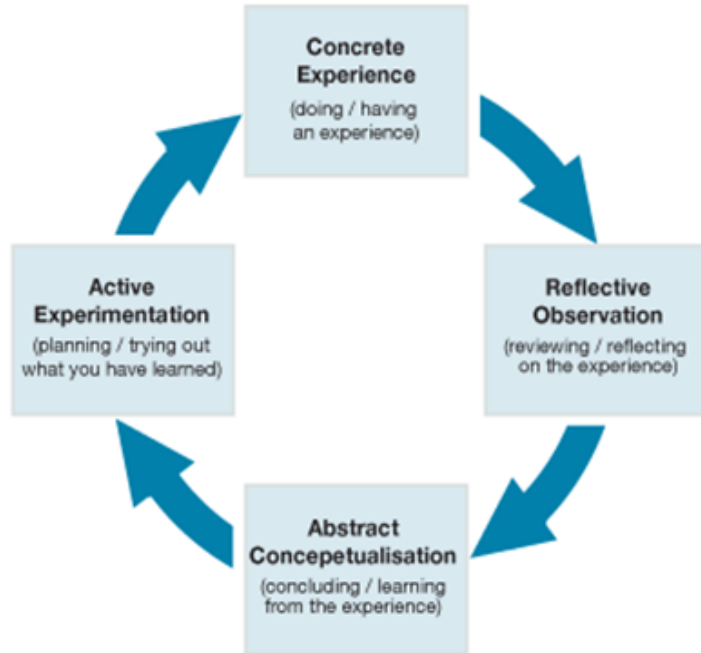 Concrete
Experience
(doing / having
an experience)
Reflective
Observation
(reviewing / reflecting
on the experience)
Abstract
Concepetualisation
(concluding / learning
from the experience)
Active
Experimentation
(planning / trying out
what you have learned)